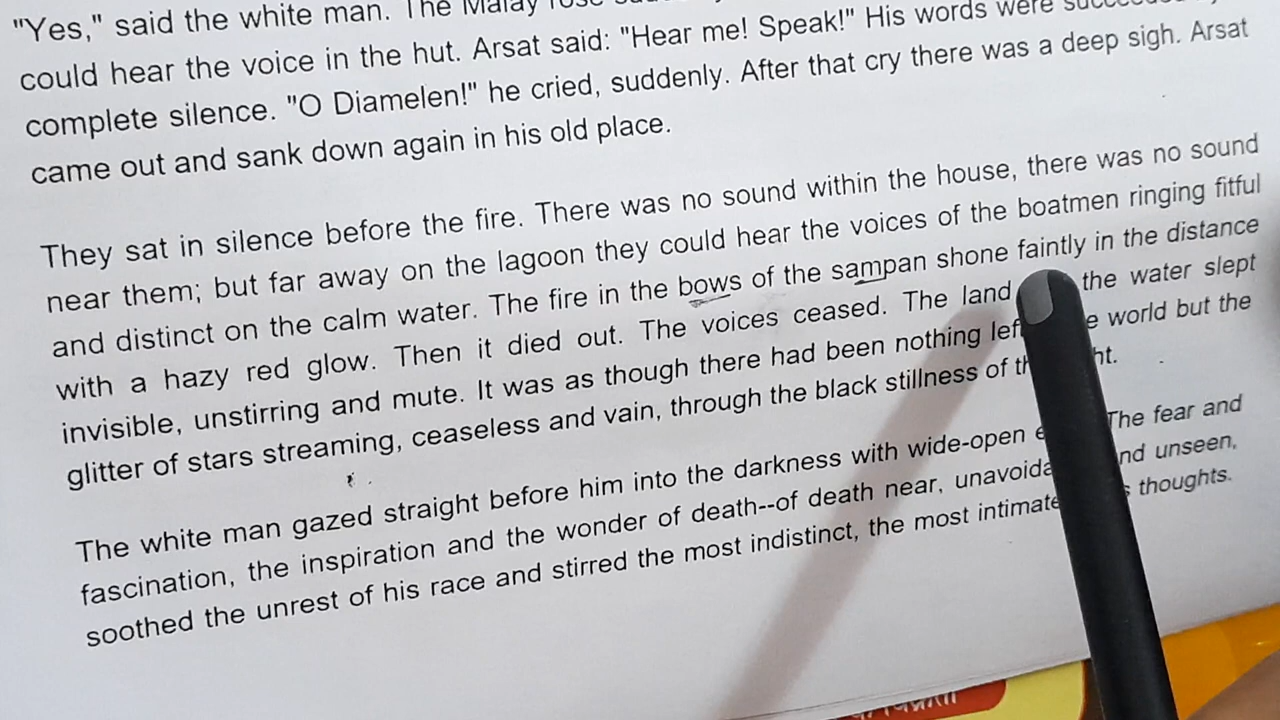 "Yes," said the white man. The Malay rose
could hear the voice in the hut. Arsat said: "Hear me! Speak!" His words were
complete silence. "O Diamelen!" he cried, suddenly. After that cry there was a deep sigh. Arsat
came out and sank down again in his old place.
They sat in silence before the fire. There was no sound within the house, there was no sound
near them; but far away on the lagoon they could hear the voices of the boatmen ringing fitful
and distinct on the calm water. The fire in the bows of the sampan shone faintly in the distance
with a hazy red glow. Then it died out. The voices ceased. The land the water slept
invisible, unstirring and mute. It was as though there had been nothing world but the
glitter of stars streaming, ceaseless and vain, through the black stillness of
The white man gazed straight before him into the darkness with wide-open The fear and
fascination, the inspiration and the wonder of death--of death near, unseen,
soothed the unrest of his race and stirred the most indistinct, the most intimate thoughts.